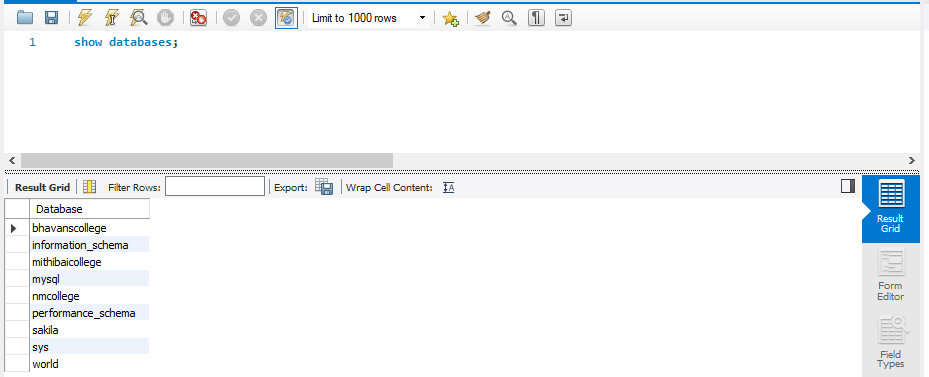 Limit to 1000 rows
1 show databases;
Result Grid Filter Rows: Export: Wrap Cell Content:
Database
bhavanscollege
information_schema
mithibaicollege
mysql
nmcollege
performance_schema
sakila
sys
world
Result
Grid
Form
Editor
Field
Types